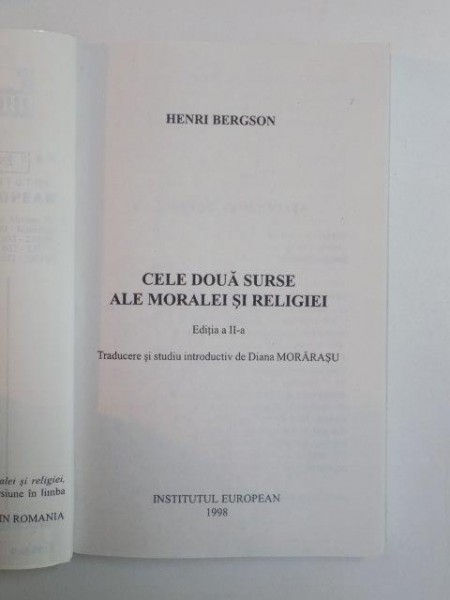 HENRI BERGSON
CELE DOUĂ SURSE
ALE MORALEI ȘI RELIGIEI
Ediția a II-a
Traducere și studiu introductiv de Diana MORĂRAȘU
INSTITUTUL EUROPEAN
1998
alei și religiei,
rsiune în limba
IN ROMANIA